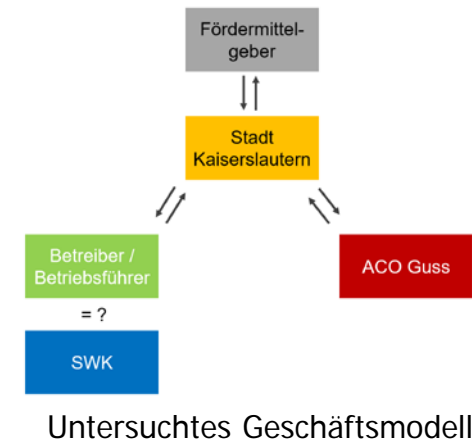 Fördermittel-
geber
Stadt
Kaiserslautern
Betreiber /
Betriebsführer
ACO Guss
= ?
SWK
Untersuchtes Geschäftsmodell